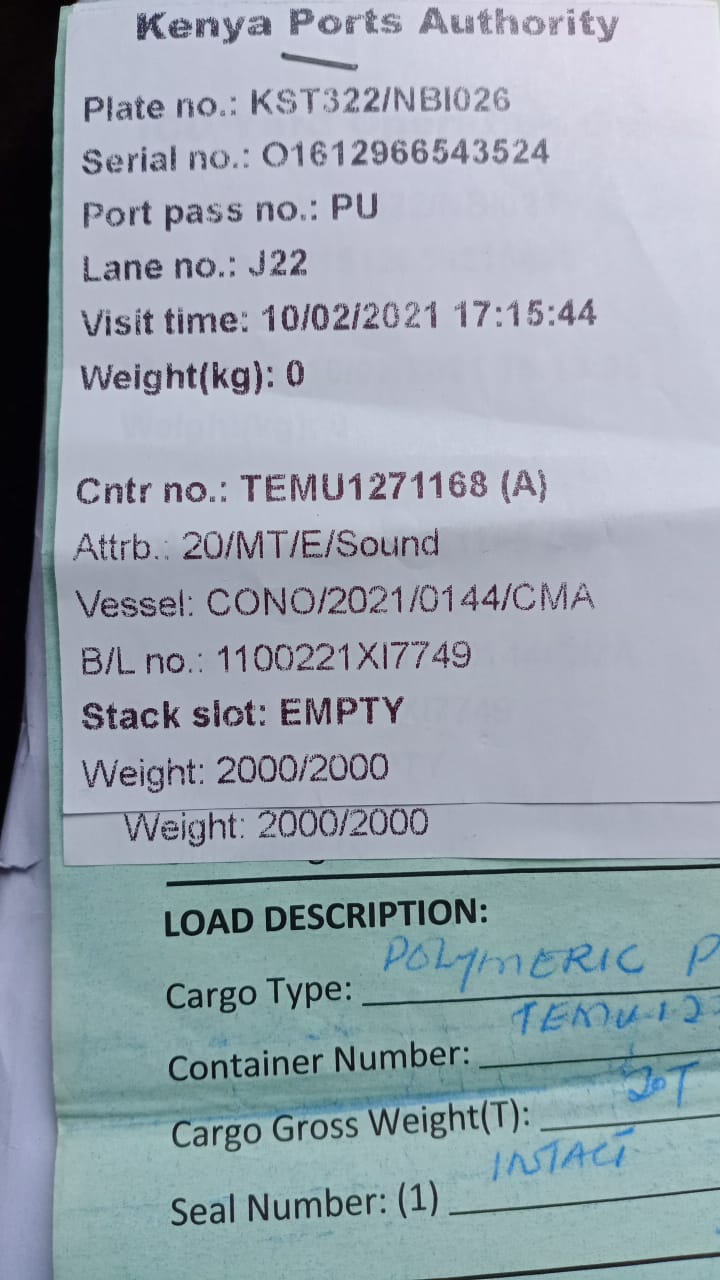 Kenya Ports Authority
Plate no.: KST322/NBI026
Serial no.: O1612966543524
Port pass no.: PU
Lane no.: J22
Visit time: 10/02/2021 17:15:44
Weight(kg): 0
Cntr no.: TEMU1271168 (A)
Attrb.: 20/MT/E/Sound
Vessel: CONO/2021/0144/CMA
B/L no.: 1100221XI7749
Stack slot: EMPTY
Weight: 2000/2000
Weight: 2000/2000
LOAD DESCRIPTION:
Cargo Type: POLYMERIC P
Container Number: TEMU12
Cargo Gross Weight(T): 20T
Seal Number: (1) INTACT